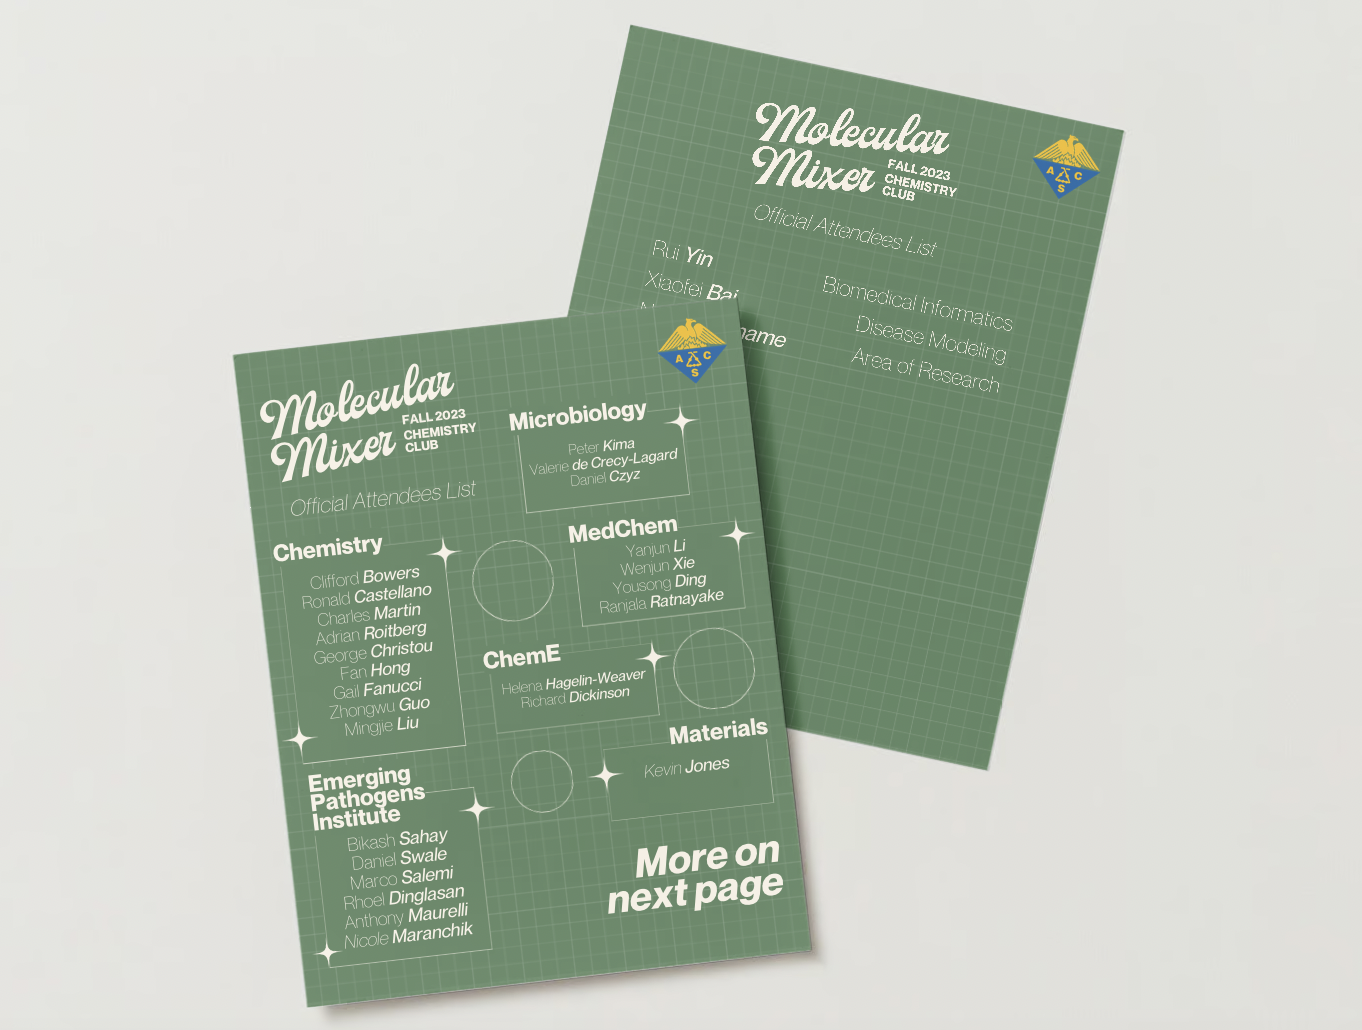 Molecular
Mixer
FALL 2023
CHEMISTRY
CLUB
Official Attendees List
A C
S
Rui Yin
Xiaofei Bai
name
Biomedical Informatics
Disease Modeling
Area of Research
Molecular
Mixer
FALL 2023
CHEMISTRY
CLUB
Official Attendees List
A C
S
Chemistry
Clifford Bowers
Ronald Castellano
Charles Martin
Adrian Roitberg
George Christou
Fan Hong
Gail Fanucci
Zhongwu Guo
Mingjie Liu
Emerging
Pathogens
Institute
Bikash Sahay
Daniel Swale
Marco Salemi
Rhoel Dinglasan
Anthony Maurelli
Nicole Maranchik
Microbiology
Peter Kima
Valerie de Crecy-Lagard
Daniel Czyz
MedChem
Yanjun Li
Wenjun Xie
Yousong Ding
Ranjala Ratnayake
ChemE
Helena Hagelin-Weaver
Richard Dickinson
Materials
Kevin Jones
More on
next page